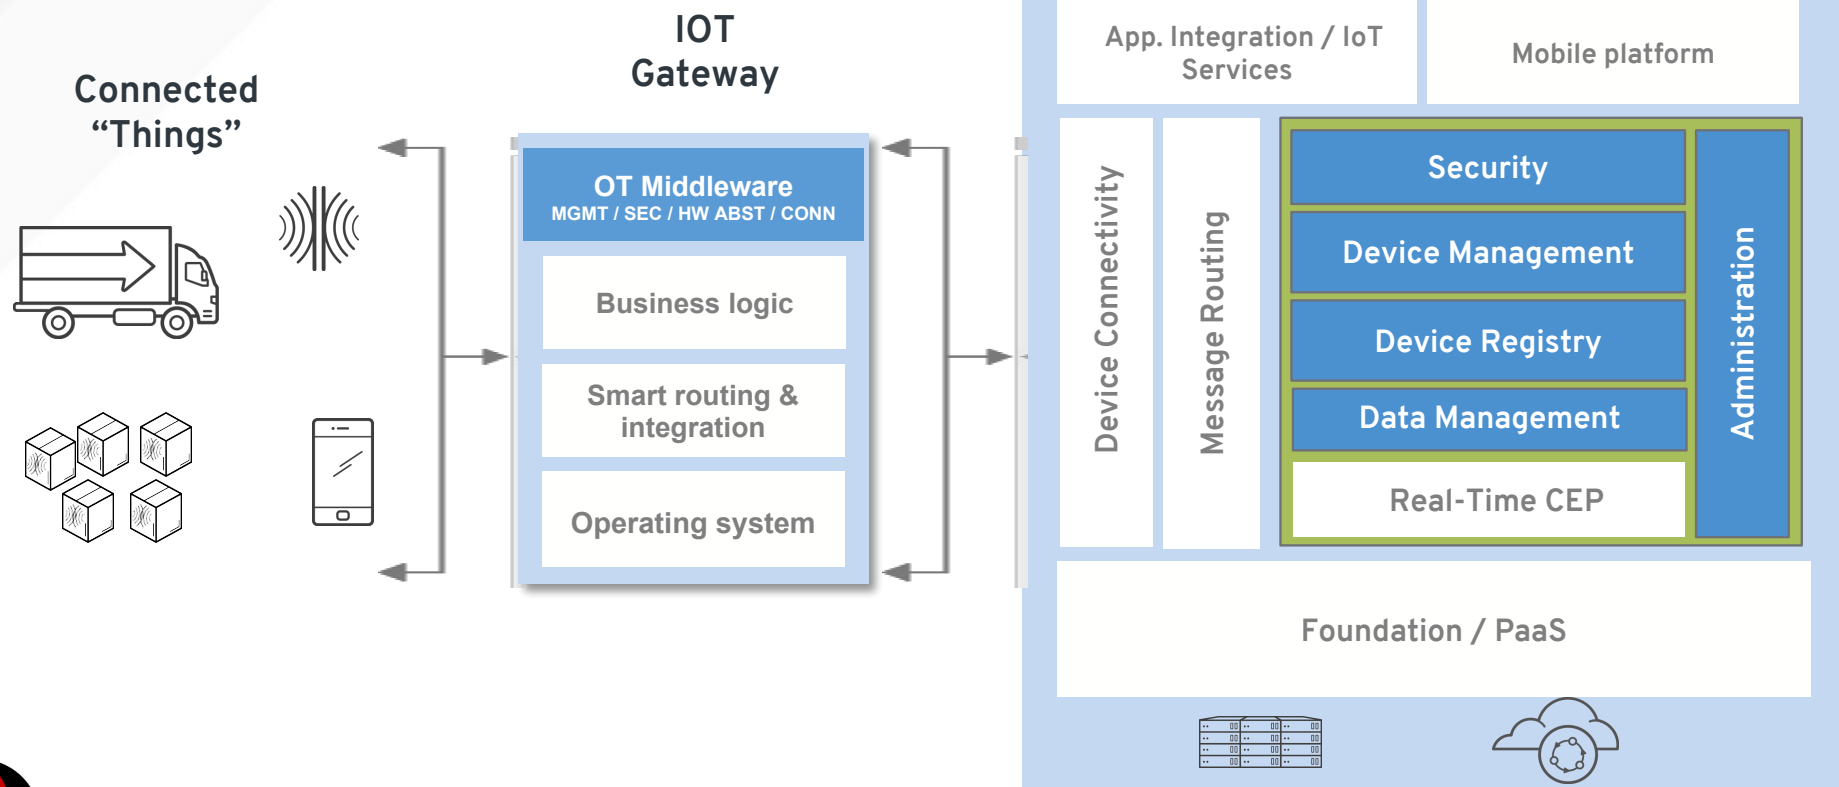 Connected
“Things”
IOT
Gateway
OT Middleware
MGMT / SEC / HW ABST / CONN
Business logic
Smart routing &
integration
Operating system
App. Integration / IoT
Services
Mobile platform
Device Connectivity
Message Routing
Security
Device Management
Device Registry
Data Management
Real-Time CEP
Administration
Foundation / PaaS